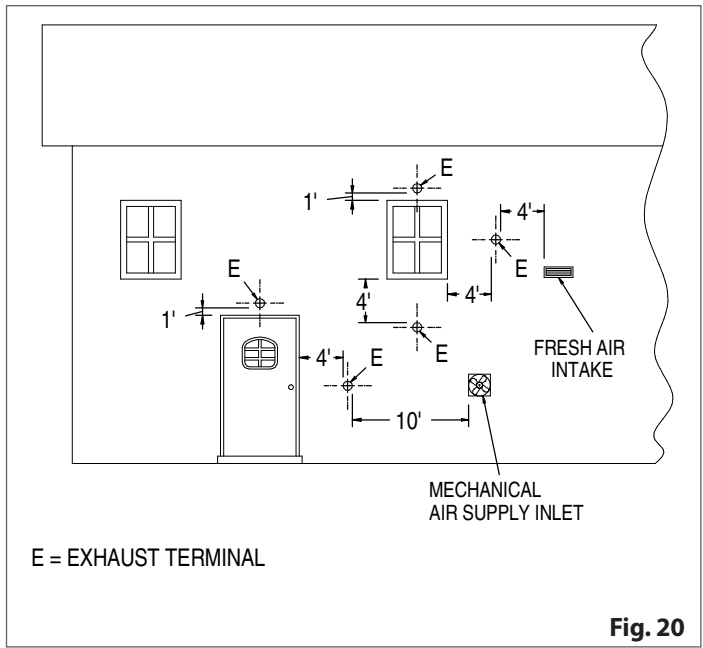 E
1'
4'
E
4'
E
4'
1'
E
4'
E
FRESH AIR
INTAKE
10'
MECHANICAL
AIR SUPPLY INLET
E = EXHAUST TERMINAL
Fig. 20